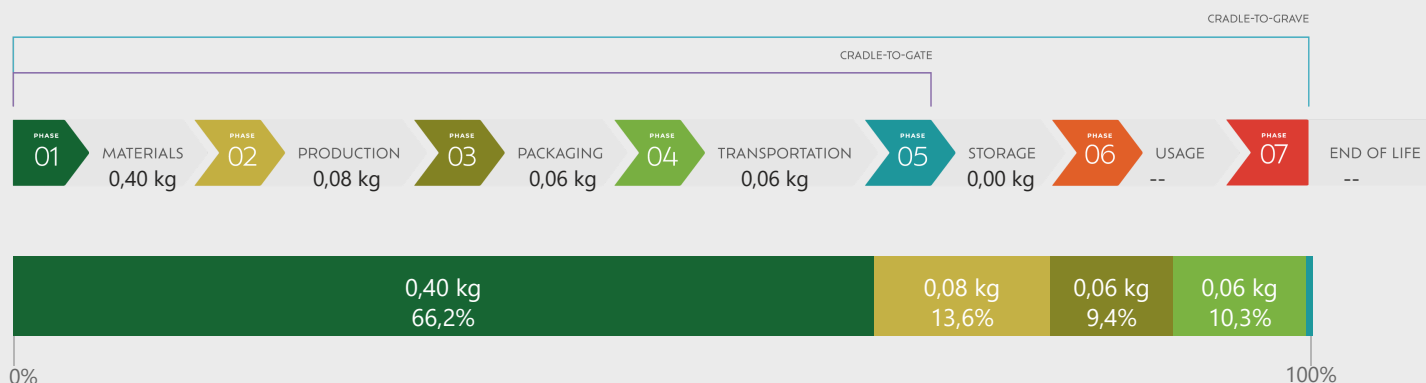 CRADLE-TO-GRAVE
CRADLE-TO-GATE
PHASE
01
MATERIALS
0,40 kg
PHASE
02
PRODUCTION
0,08 kg
PHASE
03
PACKAGING
0,06 kg
PHASE
04
TRANSPORTATION
0,06 kg
PHASE
05
STORAGE
0,00 kg
PHASE
06
USAGE
--
PHASE
07
END OF LIFE
--
0,40 kg
66,2%
0,08 kg
13,6%
0,06 kg
9,4%
0,06 kg
10,3%
0%
100%